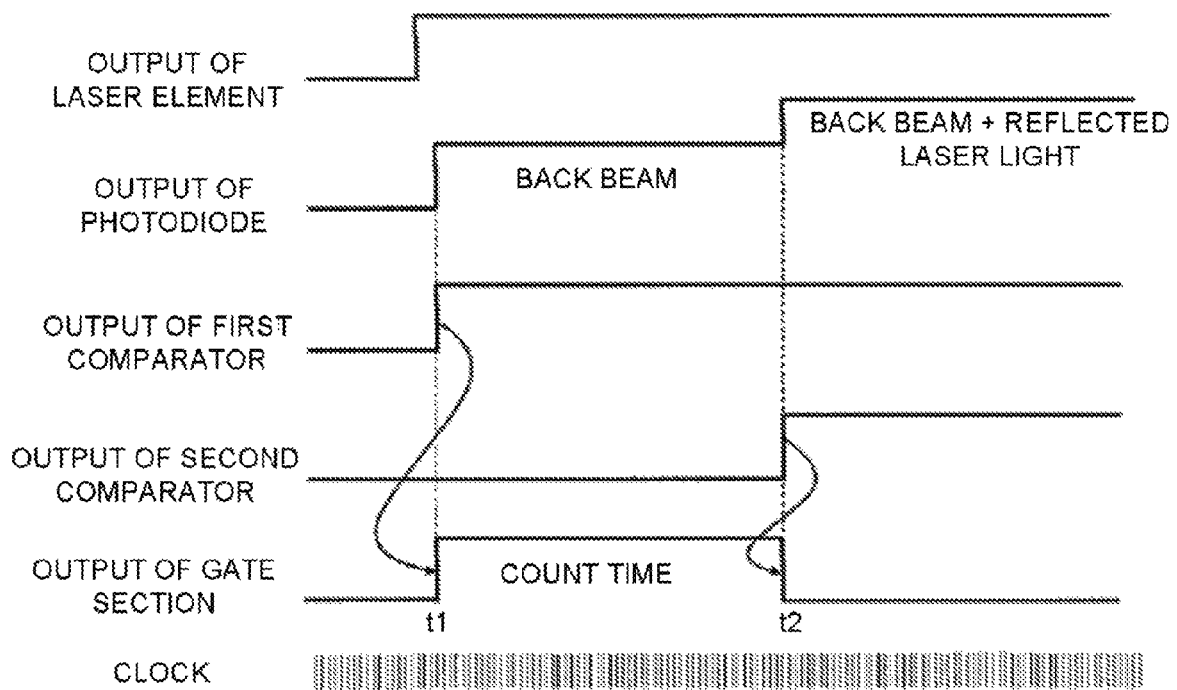 OUTPUT OF
LASER ELEMENT
BACK BEAM + REFLECTED
LASER LIGHT
BACK BEAM
OUTPUT OF
PHOTODIODE
OUTPUT OF FIRST
COMPARATOR
OUTPUT OF SECOND
COMPARATOR
OUTPUT OF GATE
SECTION
COUNT TIME
t1
t2
CLOCK